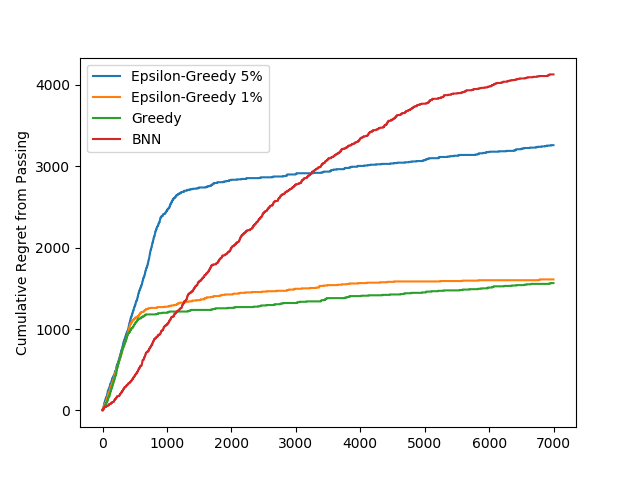 Epsilon-Greedy 5%
Epsilon-Greedy 1%
Greedy
BNN
Cumulative Regret from Passing
4000
3000
2000
1000
0
0 1000 2000 3000 4000 5000 6000 7000